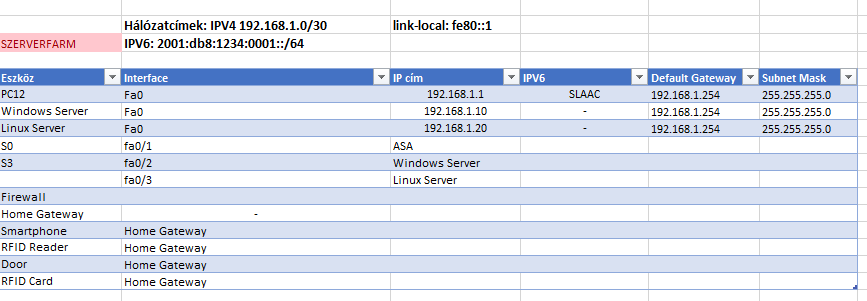 Hálózatcímek: IPV4 192.168.1.0/30 link-local: fe80::1
SZERVERFARM IPV6: 2001:db8:1234:0001::/64
Eszköz Interface IP cím IPV6 Default Gateway Subnet Mask
PC12 Fa0 192.168.1.1 SLAAC 192.168.1.254 255.255.255.0
Windows Server Fa0 192.168.1.10 - 192.168.1.254 255.255.255.0
Linux Server Fa0 192.168.1.20 - 192.168.1.254 255.255.255.0
S0 fa0/1 ASA
S3 fa0/2 Windows Server
fa0/3 Linux Server
Firewall
Home Gateway -
Smartphone Home Gateway
RFID Reader Home Gateway
Door Home Gateway
RFID Card Home Gateway